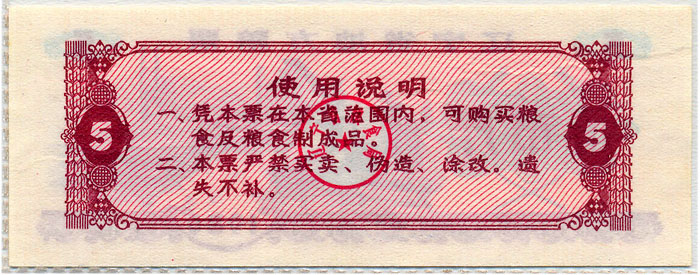 使用说明
一、凭本票在本省范围内，可购买粮
食及粮食制成品。
5
5
二、本票严禁买卖、伪造、涂改。遗
失不补。